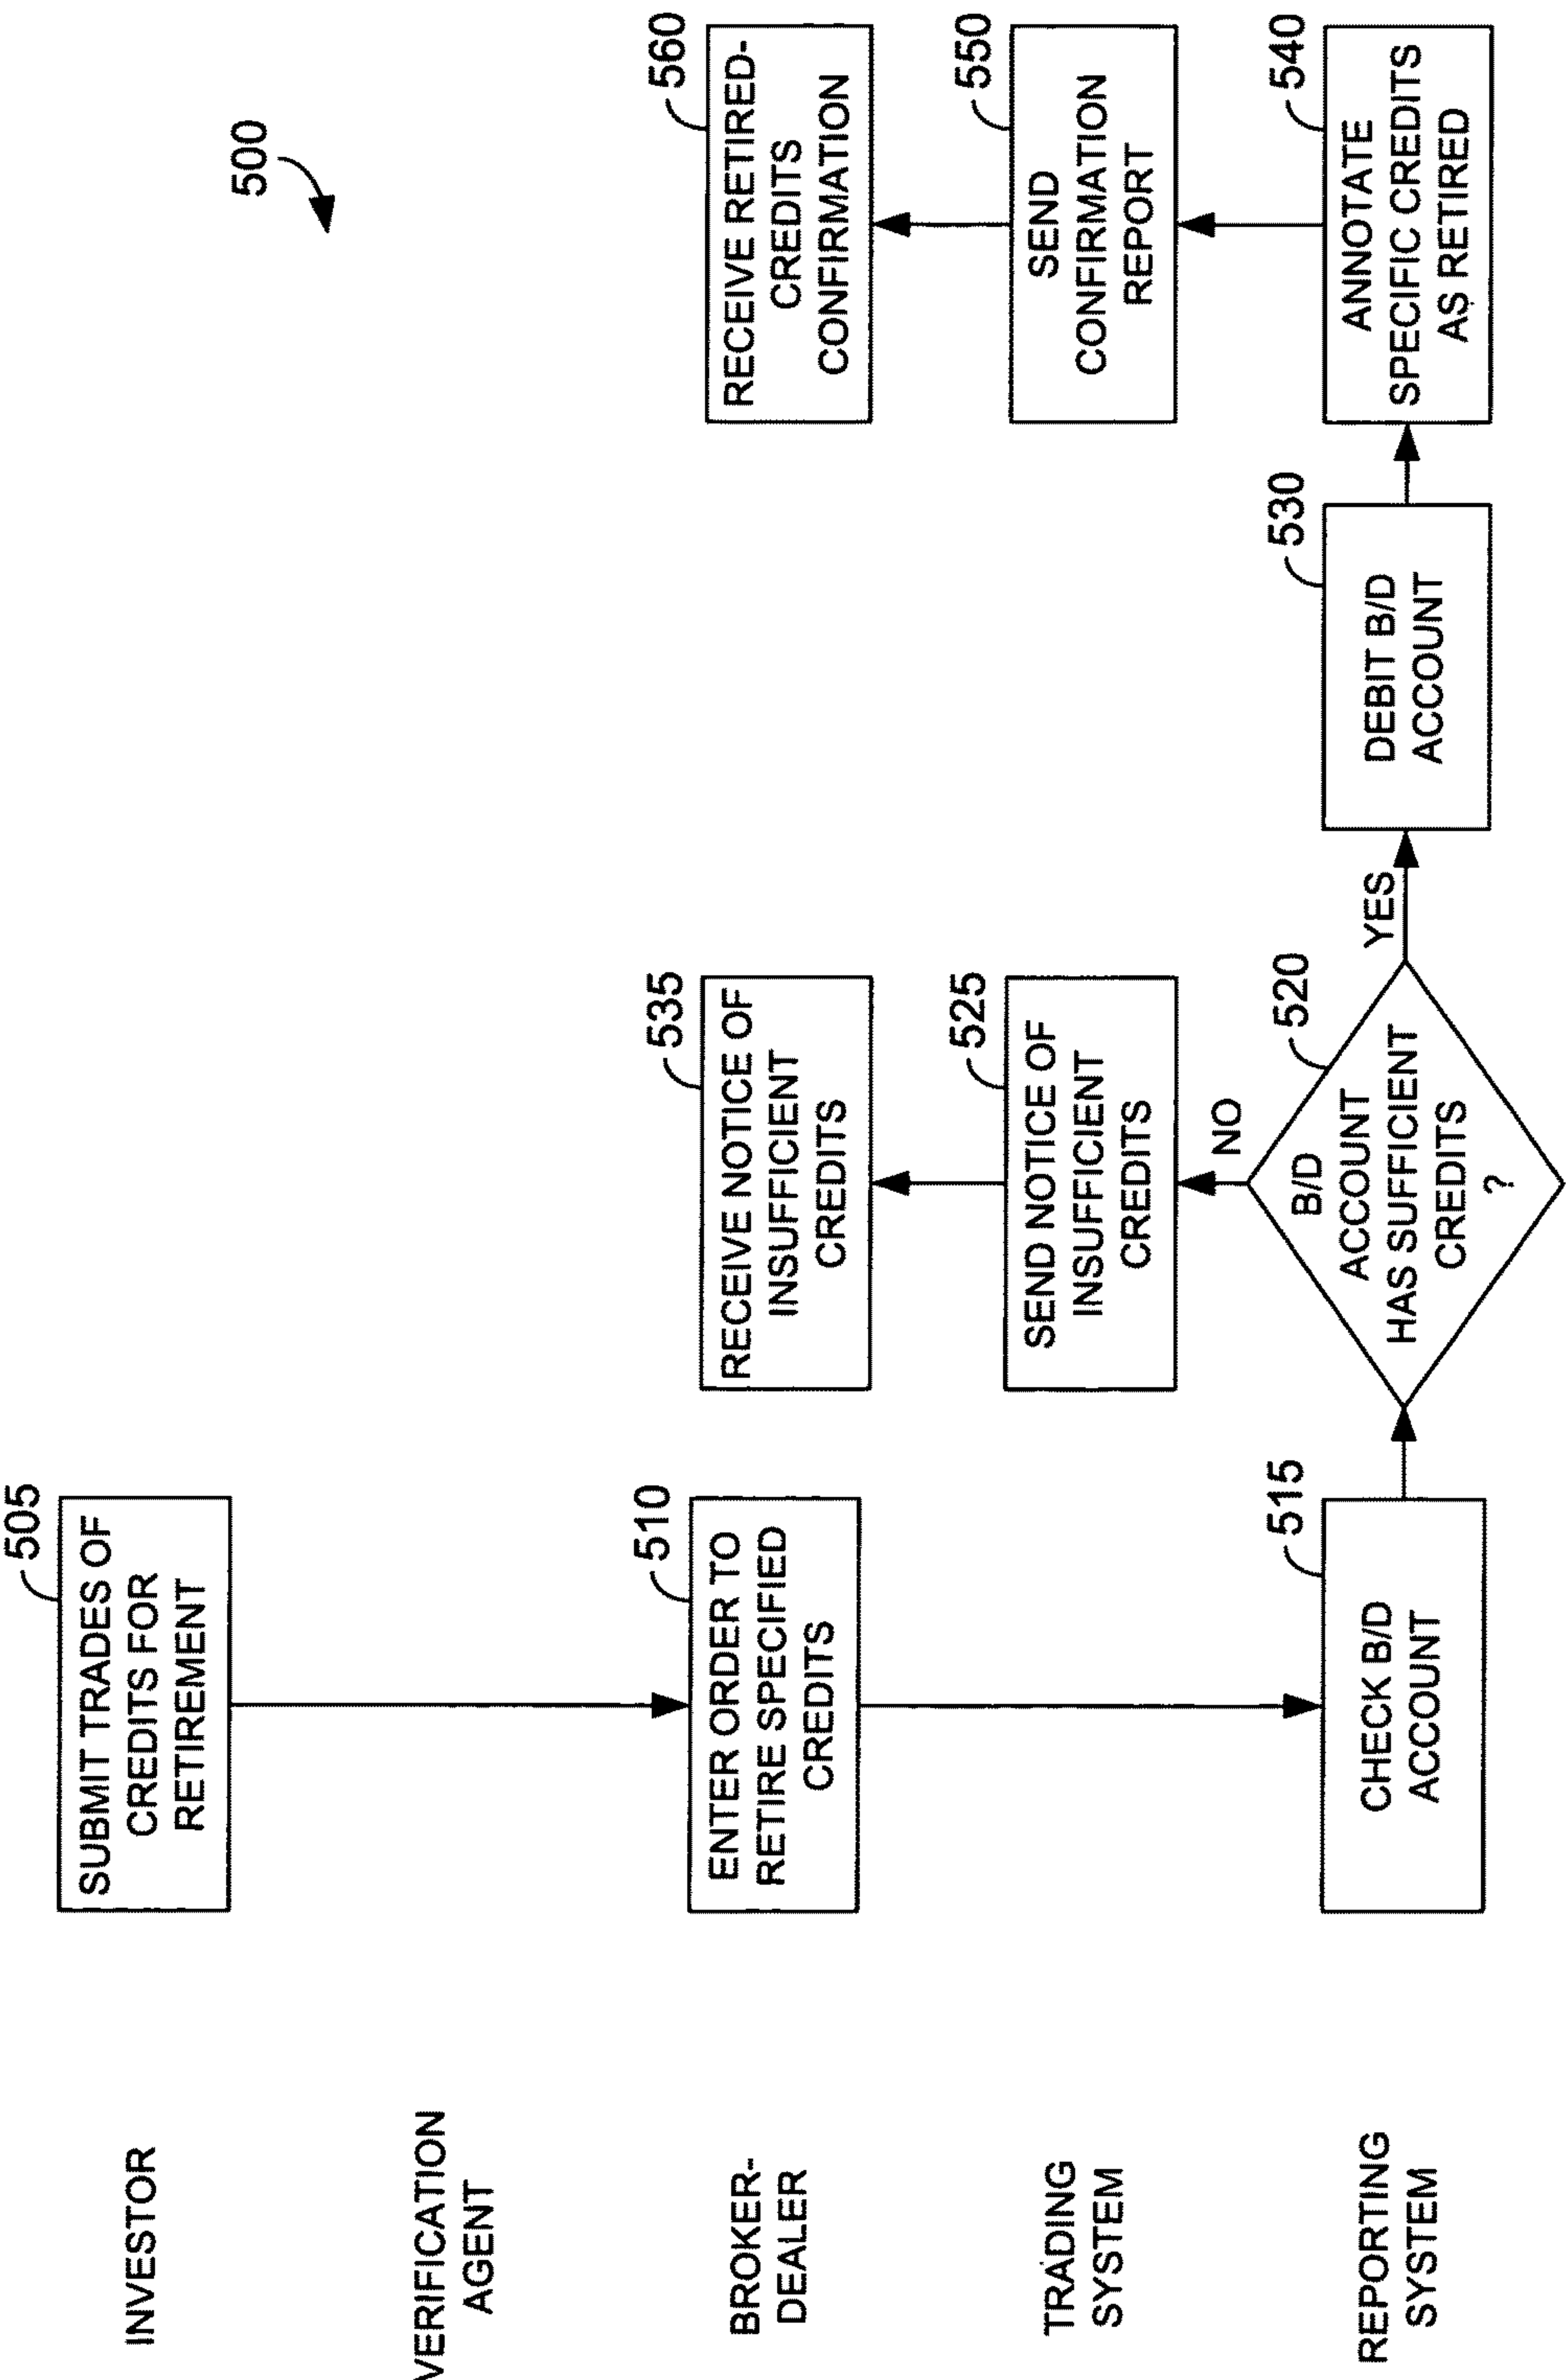 500
INVESTOR
505
SUBMIT TRADES OF
CREDITS FOR
RETIREMENT
VERIFICATION
AGENT
BROKER-
DEALER
510
ENTER ORDER TO
RETIRE SPECIFIED
CREDITS
535
RECEIVE NOTICE OF
INSUFFICIENT
CREDITS
560
RECEIVE RETIRED-
CREDITS
CONFIRMATION
TRADING
SYSTEM
525
SEND NOTICE OF
INSUFFICIENT
CREDITS
550
SEND
CONFIRMATION
REPORT
REPORTING
SYSTEM
515
CHECK B/D
ACCOUNT
NO
520
B/D
ACCOUNT
HAS SUFFICIENT
CREDITS
?
YES
530
DEBIT B/D
ACCOUNT
540
ANNOTATE
SPECIFIC CREDITS
AS RETIRED